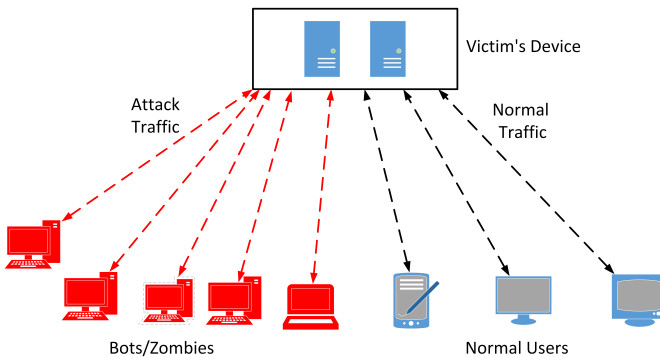 Victim's Device
Attack
Traffic
Normal
Traffic
Bots/Zombies
Normal Users